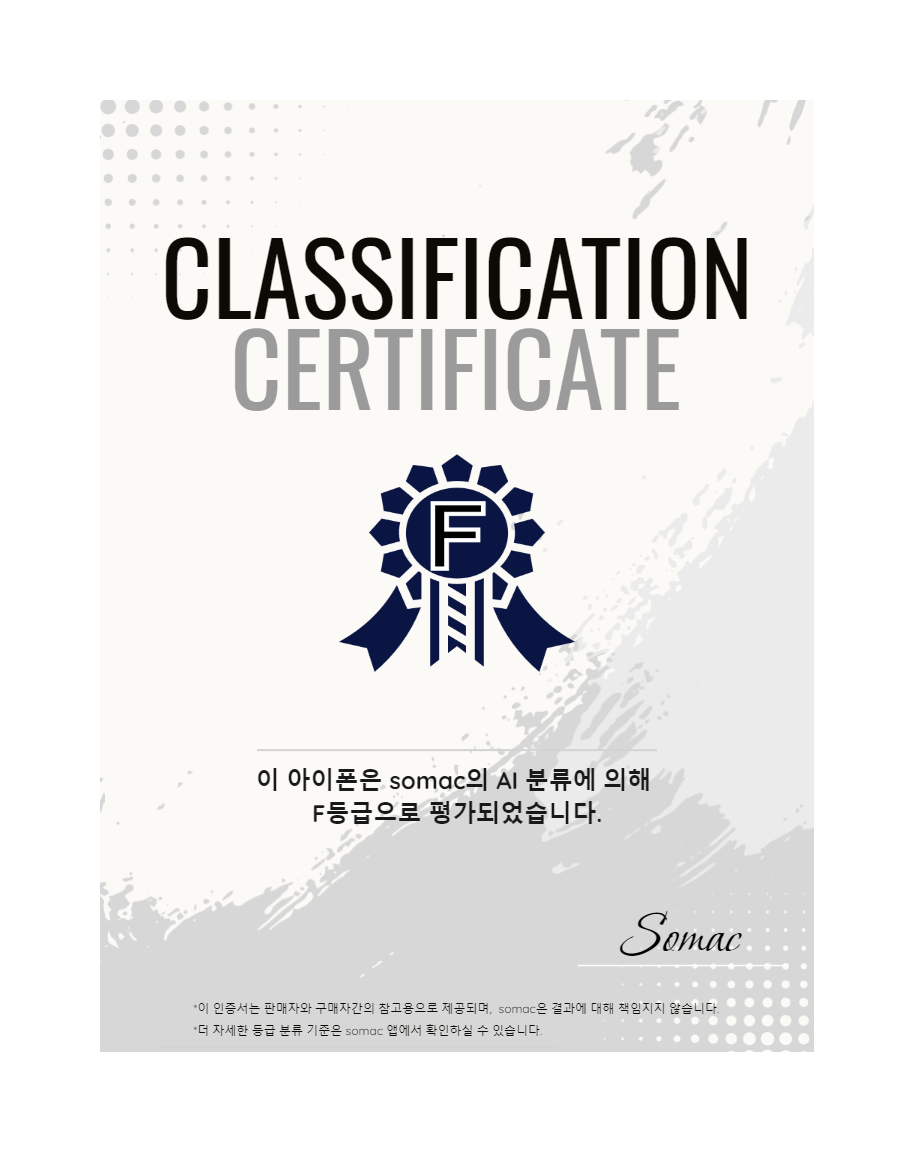 CLASSIFICATION
CERTIFICATE
F
이 아이폰은 somac의 AI 분류에 의해
F등급으로 평가되었습니다.
Somac
*이 인증서는 판매자와 구매자간의 참고용으로 제공되며, somac은 결과에 대해 책임지지 않습니다.
*더 자세한 등급 분류 기준은 somac 앱에서 확인하실 수 있습니다.